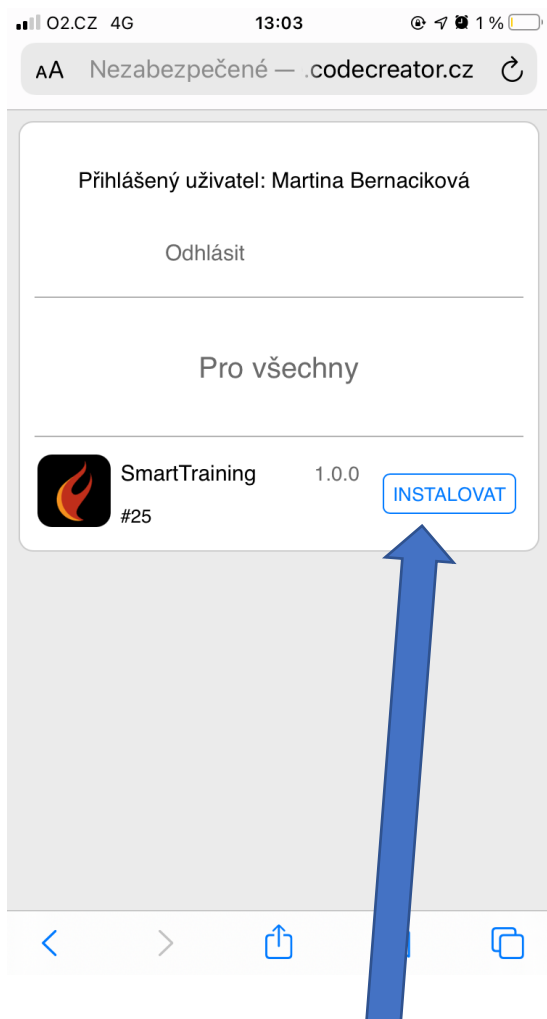 O2.CZ 4G 13:03 1 %
AA Nezabezpečené — .codecreator.cz
Přihlášený uživatel: Martina Bernaciková
Odhlásit
Pro všechny
SmartTraining 1.0.0
INSTALOVAT
#25